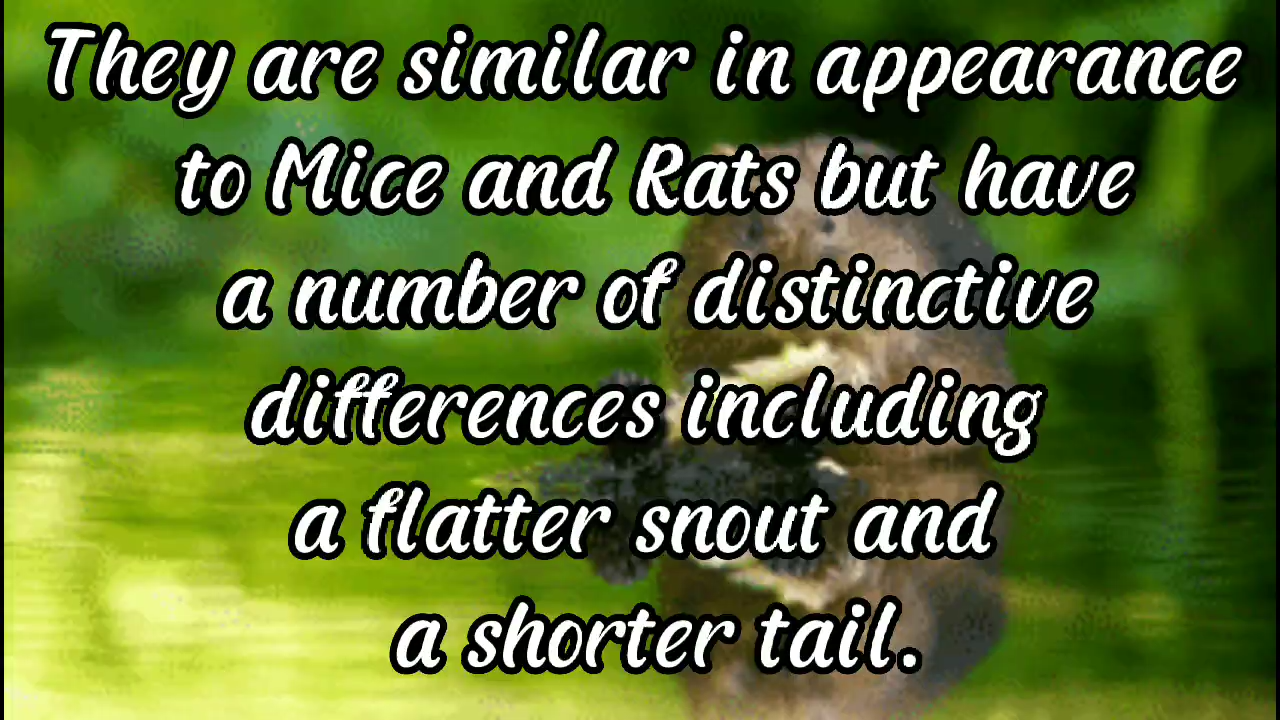 They are similar in appearance
to Mice and Rats but have
a number of distinctive
differences including
a flatter snout and
a shorter tail.